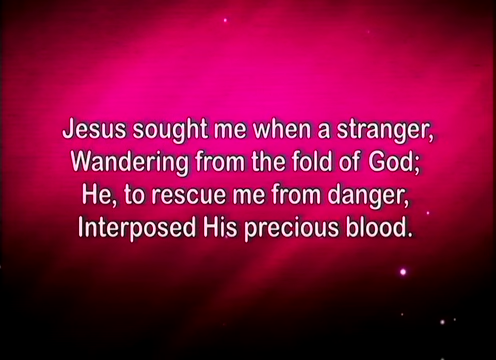 Jesus sought me when a stranger,
Wandering from the fold of God;
He, to rescue me from danger,
Interposed His precious blood.